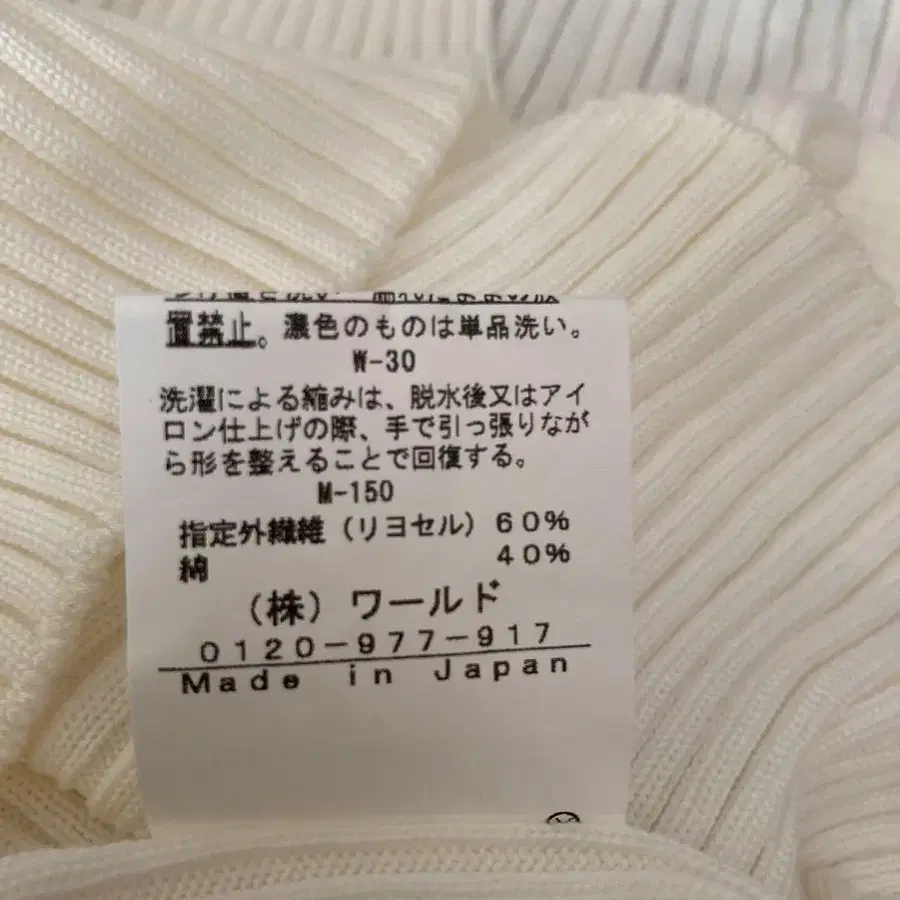 置禁止。濃色のものは単品洗い。
W-30
洗濯による縮みは、脱水後又はアイ
ロン仕上げの際、手で引っ張りなが
ら形を整えることで回復する。
M-150
指定外繊維（リヨセル）60%
綿 40%
（株）ワールド
0120-977-917
Made in Japan